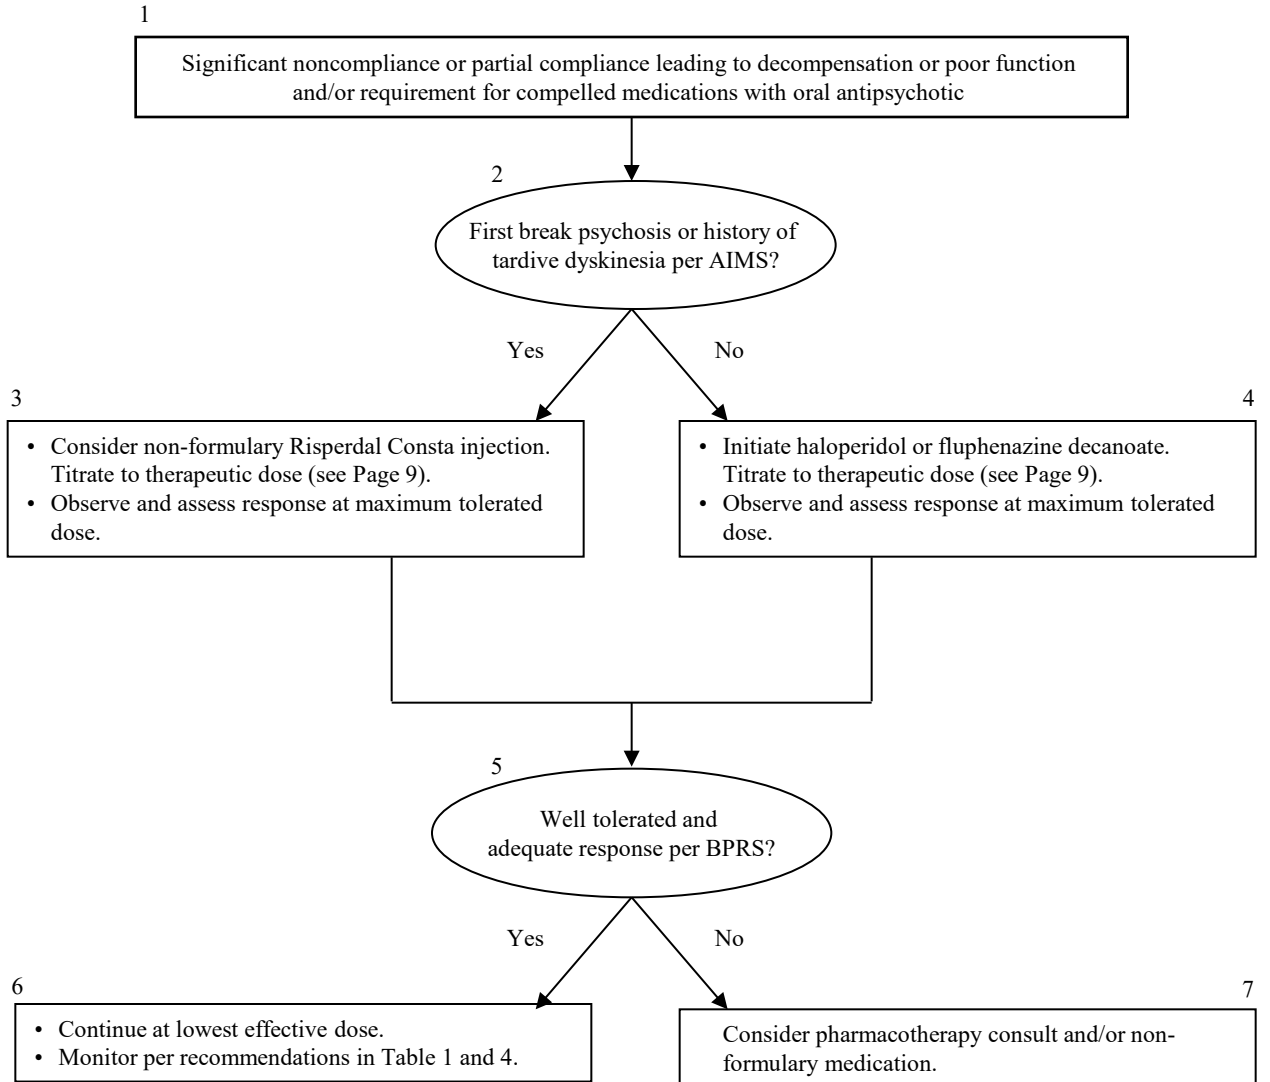 1
Significant noncompliance or partial compliance leading to decompensation or poor function
and/or requirement for compelled medications with oral antipsychotic
2
First break psychosis or history of
tardive dyskinesia per AIMS?
Yes
No
3
• Consider non-formulary Risperdal Consta injection.
Titrate to therapeutic dose (see Page 9).
• Observe and assess response at maximum tolerated
dose.
4
• Initiate haloperidol or fluphenazine decanoate.
Titrate to therapeutic dose (see Page 9).
• Observe and assess response at maximum tolerated
dose.
5
Well tolerated and
adequate response per BPRS?
Yes
No
6
• Continue at lowest effective dose.
• Monitor per recommendations in Table 1 and 4.
7
Consider pharmacotherapy consult and/or non-
formulary medication.